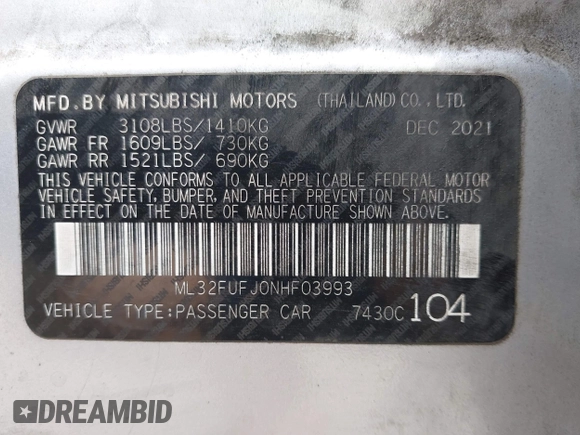 MFD.BY MITSUBISHI MOTORS (THAILAND)CO.,LTD.
GVWR 3108LBS/1410KG DEC 2021
GAWR FR 1609LBS/ 730KG
GAWR RR 1521LBS/ 690KG
THIS VEHICLE CONFORMS TO ALL APPLICABLE FEDERAL MOTOR
VEHICLE SAFETY, BUMPER, AND THEFT PREVENTION STANDARDS
IN EFFECT ON THE DATE OF MANUFACTURE SHOWN ABOVE.
ML32FUFJ0NHF03993
VEHICLE TYPE:PASSENGER CAR 7430C 104
DREAMBID